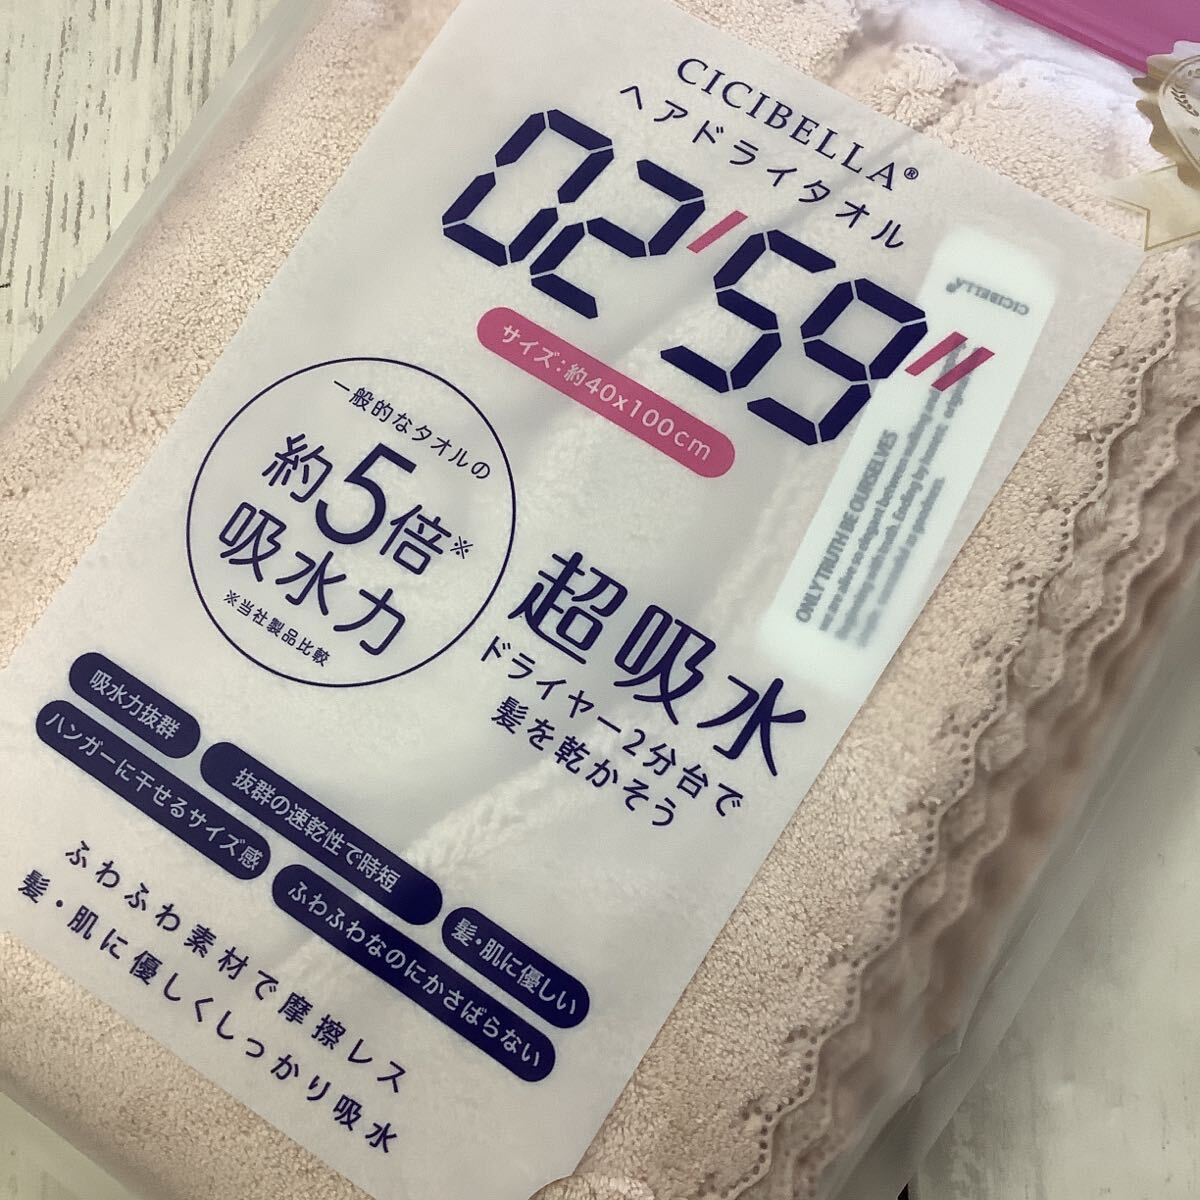 CICIBELLA®
ヘアドライタオル
02'59"
サイズ:約40x100cm
一般的なタオルの
約5倍※
吸水力
※当社製品比較
超吸水
ドライヤー2分台で
髪を乾かそう
吸水力抜群
抜群の速乾性で時短
髪・肌に優しい
ハンガーに干せるサイズ感
ふわふわなのにかさばらない
ふわふわ素材で摩擦レス
髪・肌に優しくしっかり吸水
CICIBELLA
ONLY TRUTH BE OURSELVES